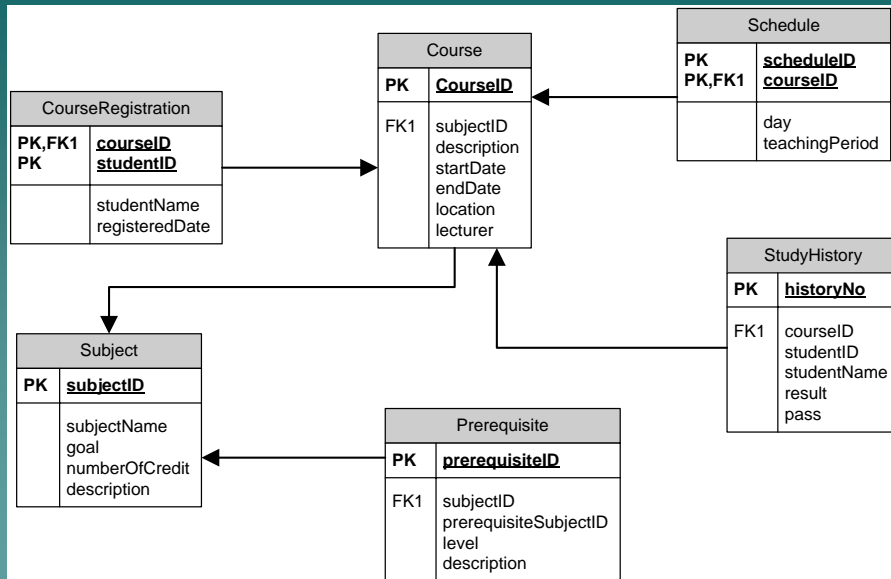 Course
PK CourseID
FK1 subjectID
description
startDate
endDate
location
lecturer
Schedule
PK scheduleID
PK,FK1 courseID
day
teachingPeriod
CourseRegistration
PK,FK1 courseID
PK studentID
studentName
registeredDate
StudyHistory
PK historyNo
FK1 courseID
studentID
studentName
result
pass
Subject
PK subjectID
subjectName
goal
numberOfCredit
description
Prerequisite
PK prerequisiteID
FK1 subjectID
prerequisiteSubjectID
level
description